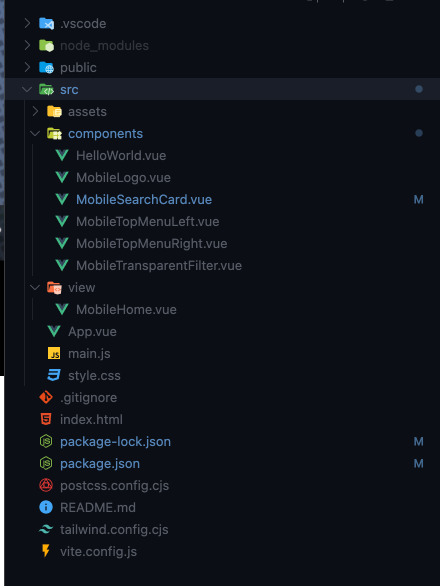 .vscode
node_modules
public
src
assets
components
HelloWorld.vue
MobileLogo.vue
MobileSearchCard.vue M
MobileTopMenuLeft.vue
MobileTopMenuRight.vue
MobileTransparentFilter.vue
view
MobileHome.vue
App.vue
JS main.js
style.css
.gitignore
index.html
package-lock.json M
package.json M
postcss.config.cjs
README.md
tailwind.config.cjs
vite.config.js